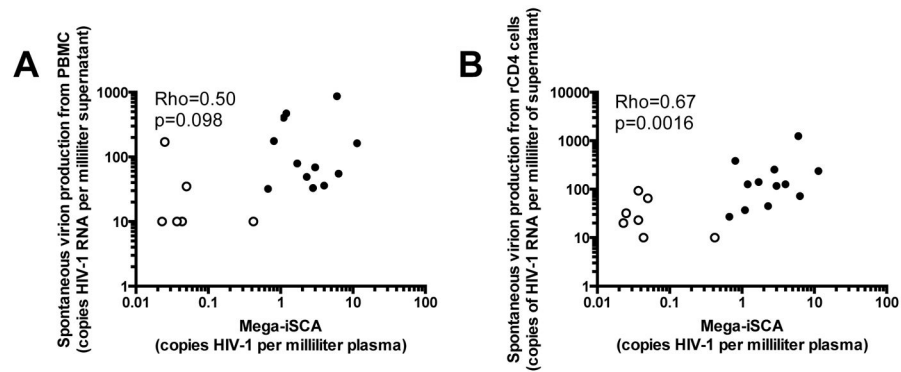 A
Spontaneous virion production from PBMC
(copies HIV-1 RNA per milliliter supernatant)
1000
100
10
1
Rho=0.50
p=0.098
0.01
0.1
1
10
100
Mega-iSCA
(copies HIV-1 per milliliter plasma)
B
Spontaneous virion production from rCD4 cells
(copies of HIV-1 RNA per milliliter of supernatant)
10000
1000
100
10
1
Rho=0.67
p=0.0016
0.01
0.1
1
10
100
Mega-iSCA
(copies HIV-1 per milliliter plasma)